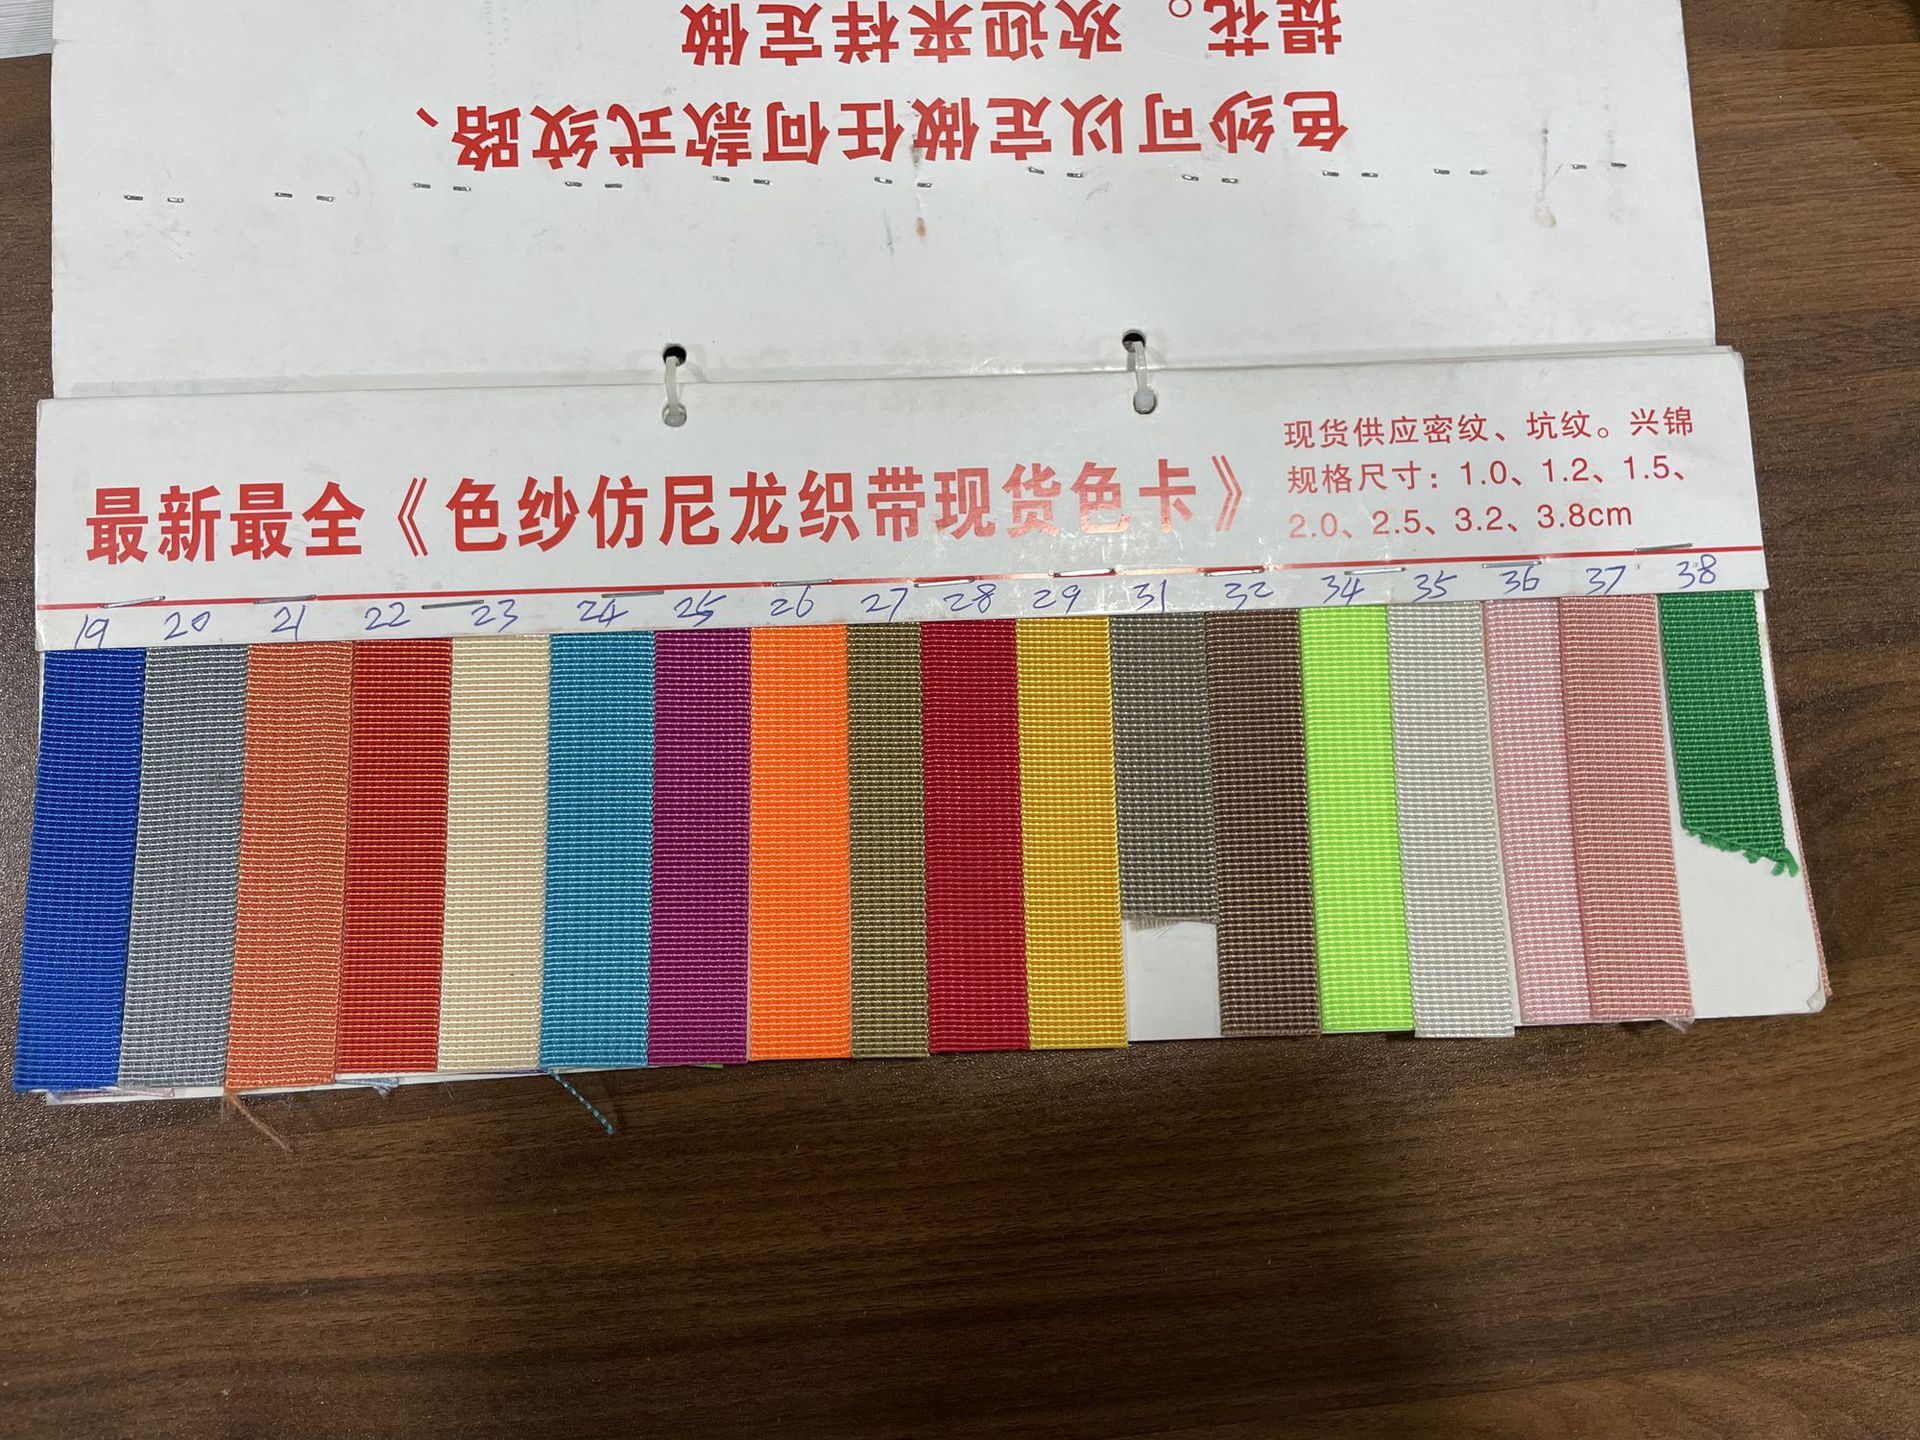 色纱可以定做任何款式纹路、
提花。欢迎来样定做
最新最全《色纱仿尼龙织带现货色卡》
现货供应密纹、坑纹。兴锦
规格尺寸：1.0、1.2、1.5、
2.0、2.5、3.2、3.8cm
19 20 21 22 23 24 25 26 27 28 29 31 32 34 35 36 37 38